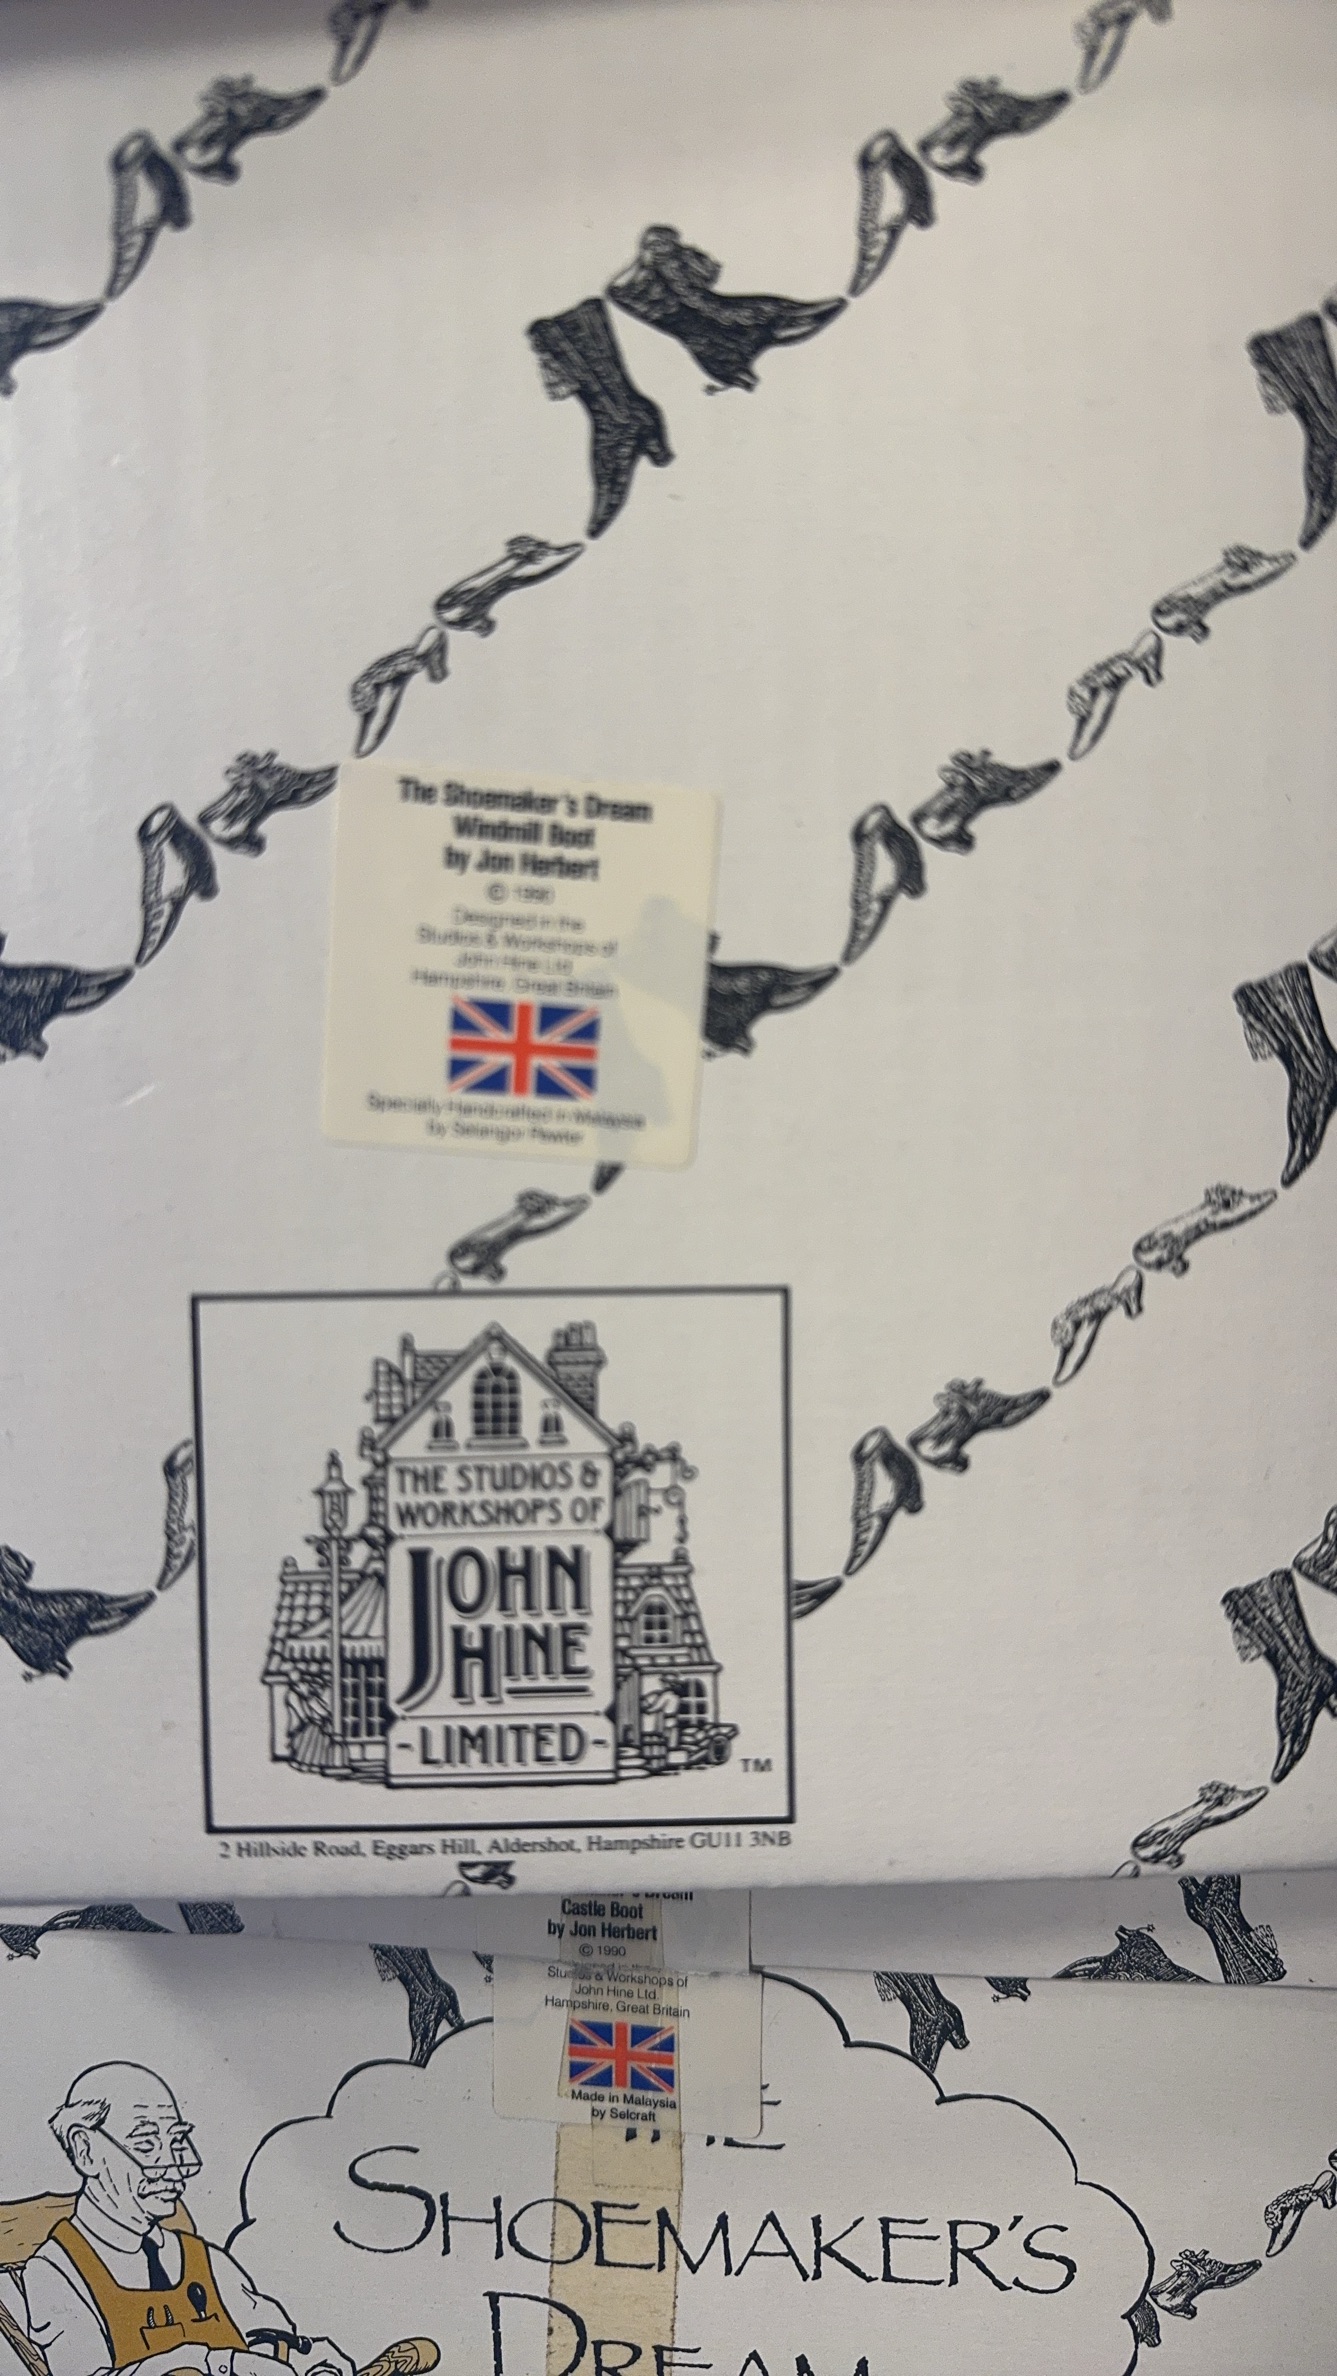 The Shoemaker's Dream
Windmill Boot
by Jon Herbert
© 1990
Designed in the
Studios & Workshops of
John Hine Ltd
Hampshire, Great Britain
Specially Handcrafted in Malaysia
by Selangor Pewter
THE STUDIOS &
WORKSHOPS OF
JOHN
HINE
-LIMITED-
TM
2 Hillside Road, Eggars Hill, Aldershot, Hampshire GU11 3NB
Dream
Castle Boot
by Jon Herbert
© 1990
Studios & Workshops of
John Hine Ltd.
Hampshire, Great Britain
Made in Malaysia
by Selcraft
SHOEMAKER'S
DREAM